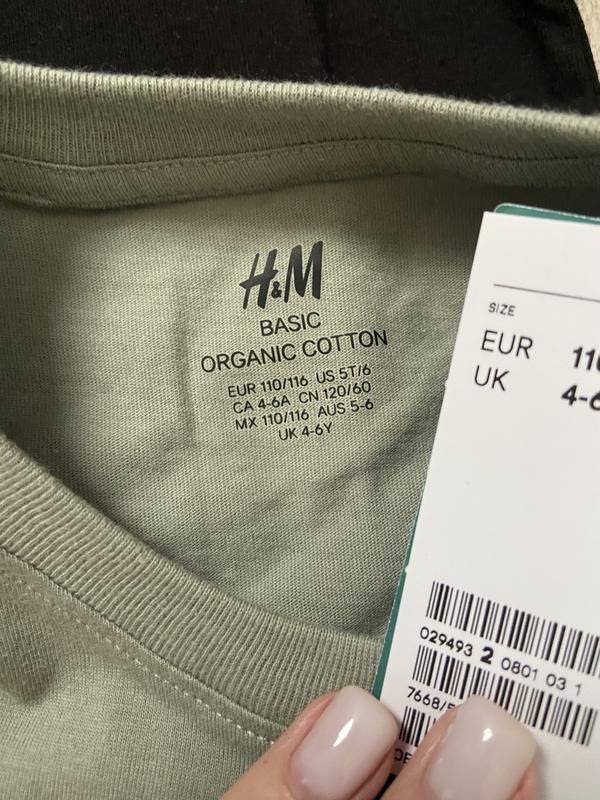 H&M
BASIC
ORGANIC COTTON
EUR 110/116 US 5T/6
CA 4-6A CN 120/60
MX 110/116 AUS 5-6
UK 4-6Y
SIZE
EUR
UK
029493 2 0801 03 1